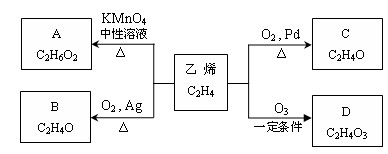 A
C₂H₆O₂
KMnO₄
中性溶液
△
B
C₂H₄O
O₂ , Ag
△
乙 烯
C₂H₄
O₂ , Pd
△
C
C₂H₄O
O₃
一定条件
D
C₂H₄O₃